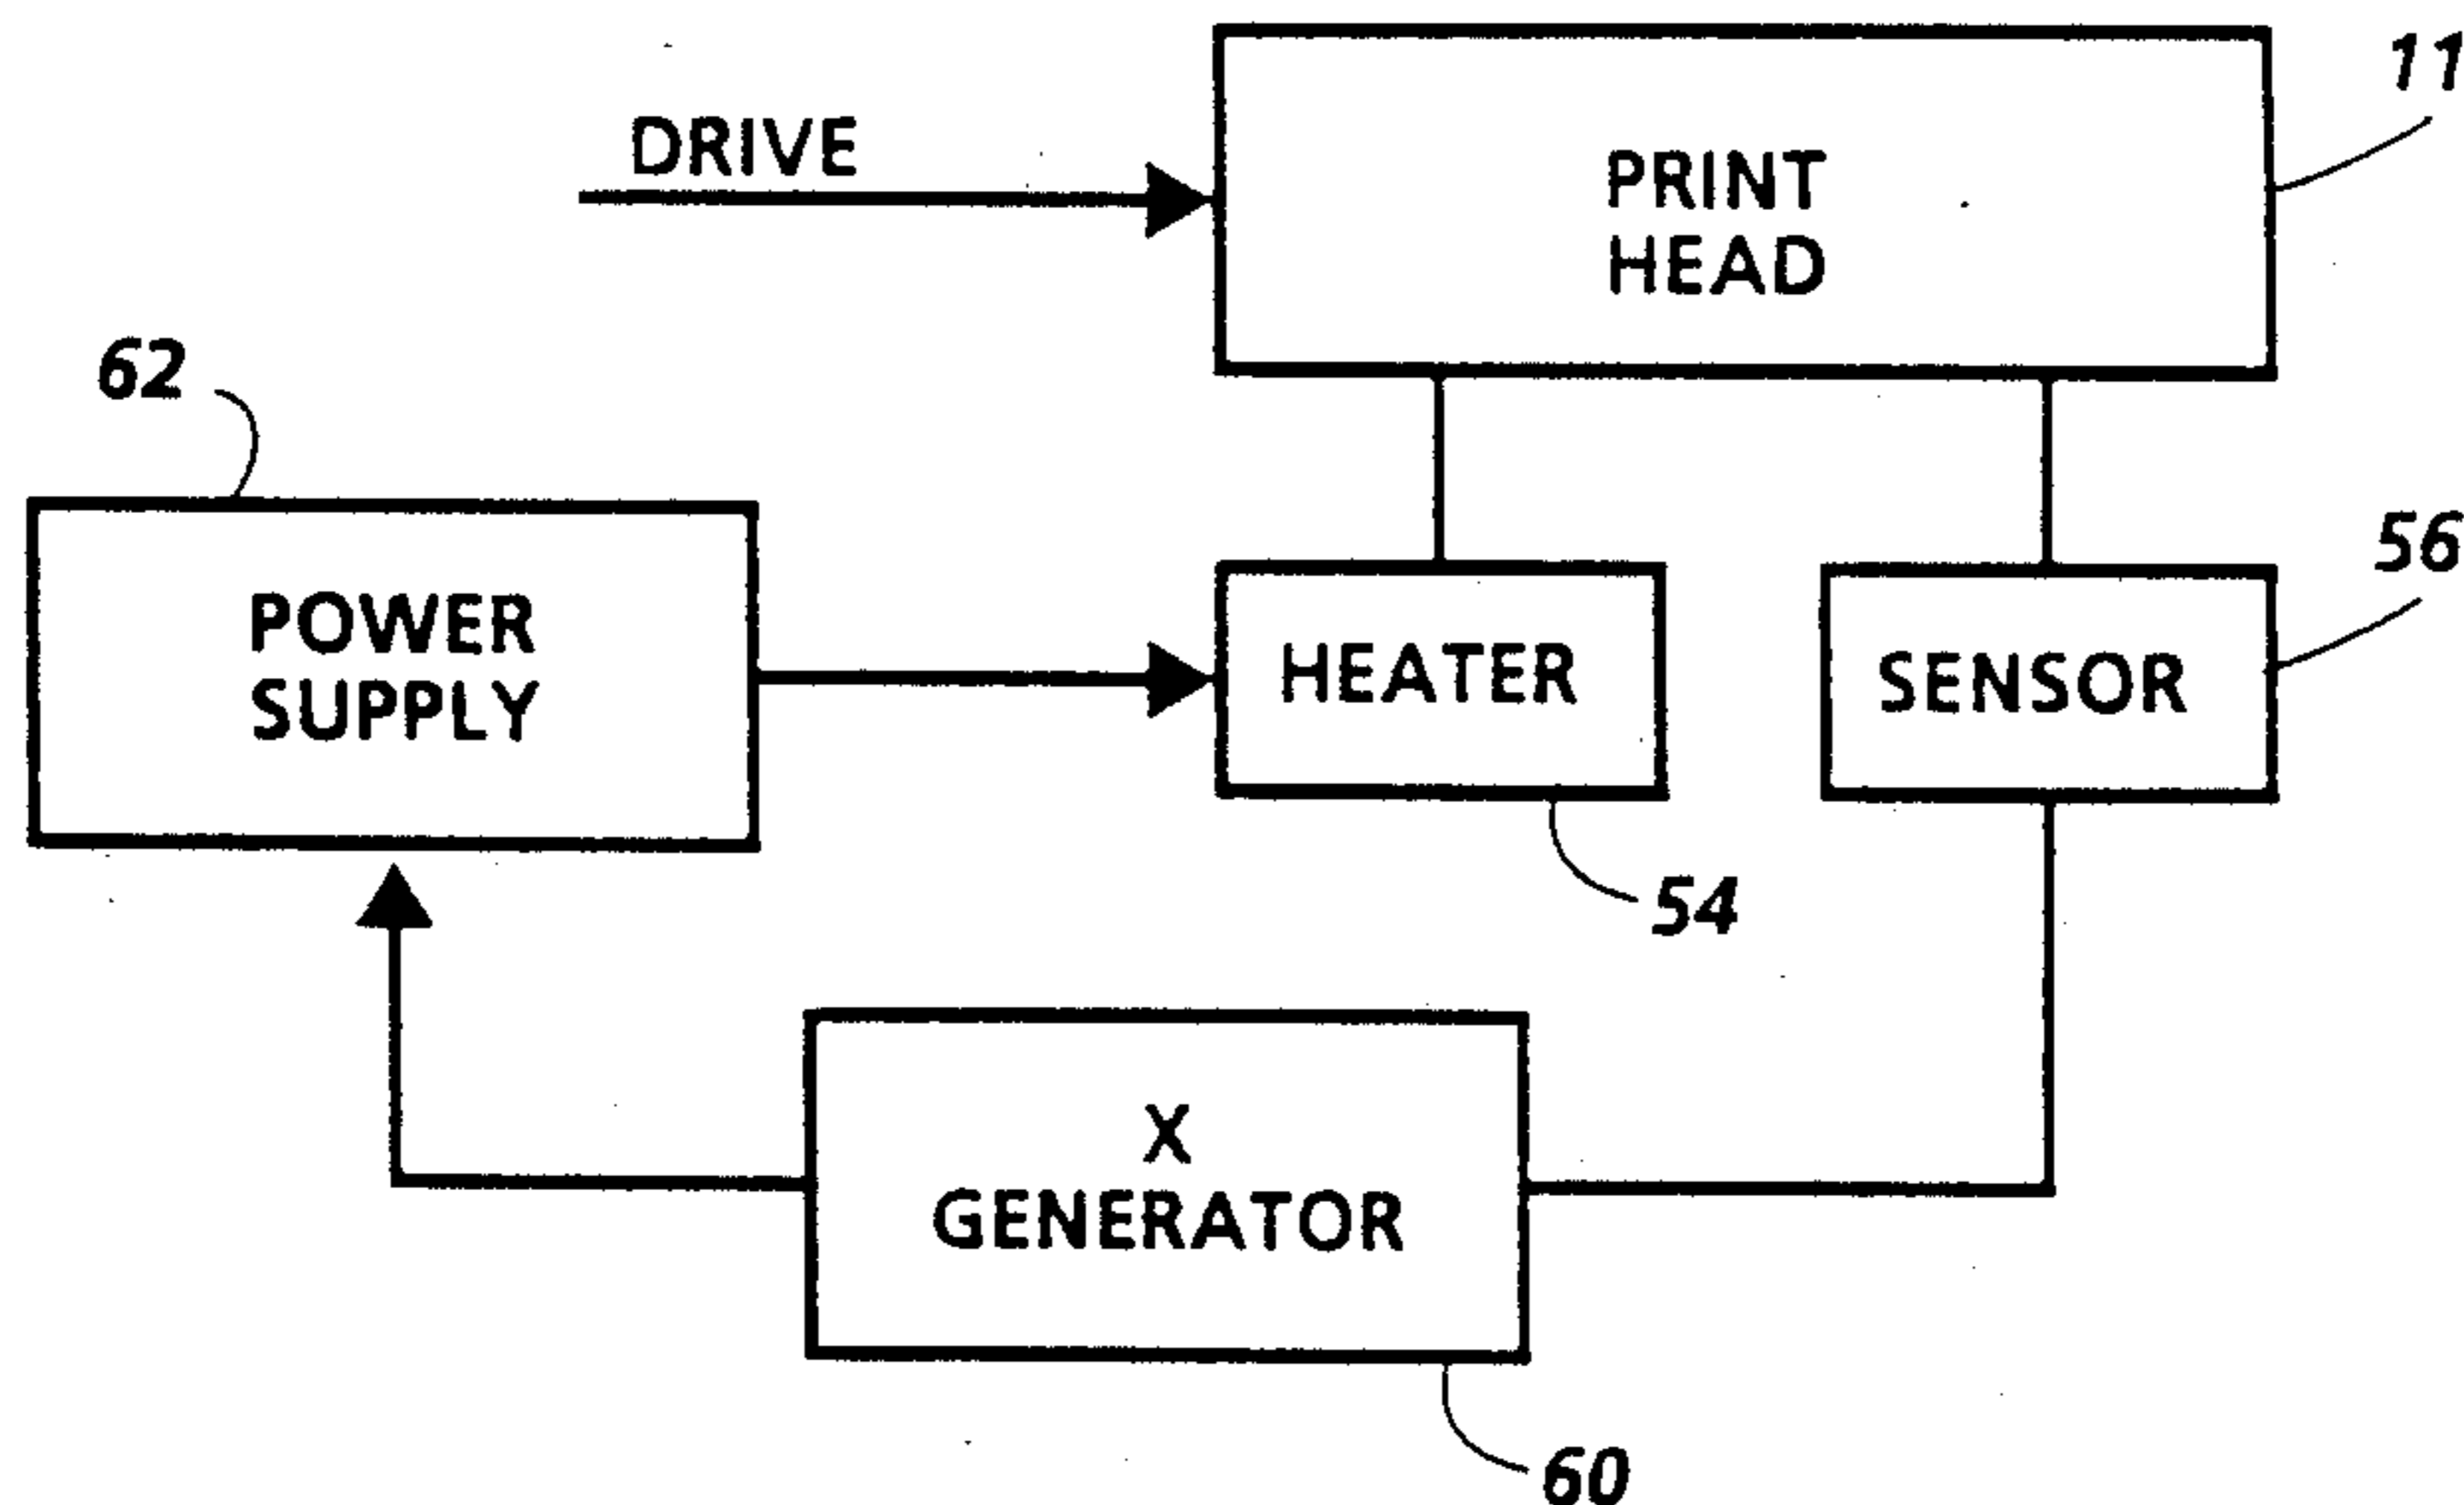 11
DRIVE
PRINT
HEAD
62
56
POWER
SUPPLY
HEATER
SENSOR
54
X
GENERATOR
60